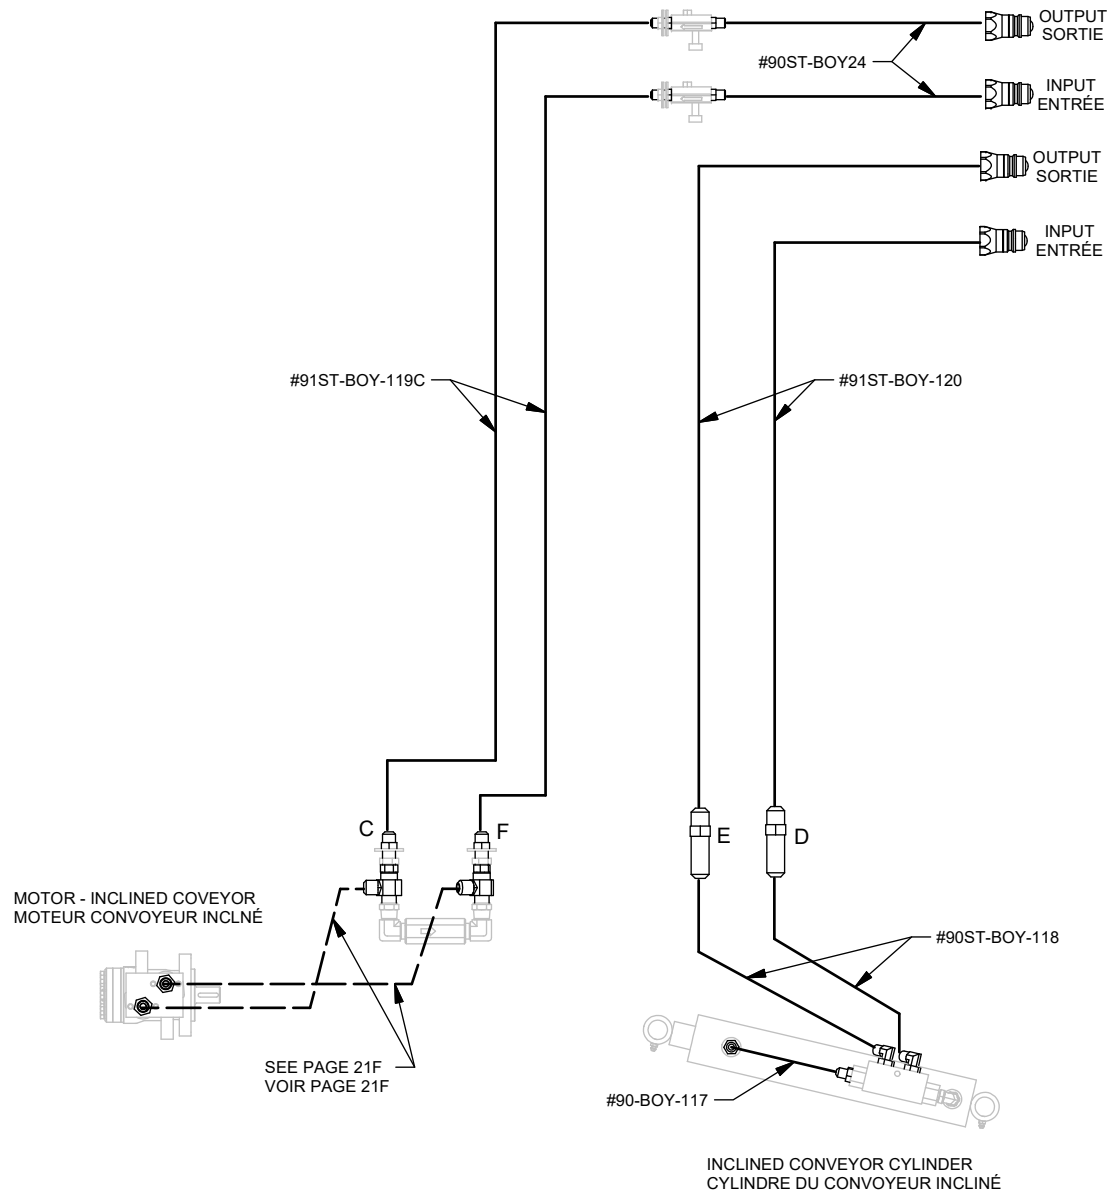 OUTPUT
SORTIE
#90ST-BOY24
INPUT
ENTRÉE
OUTPUT
SORTIE
INPUT
ENTRÉE
#91ST-BOY-119C
#91ST-BOY-120
C
F
E
D
MOTOR - INCLINED COVEYOR
MOTEUR CONVOYEUR INCLNÉ
#90ST-BOY-118
SEE PAGE 21F
VOIR PAGE 21F
#90-BOY-117
INCLINED CONVEYOR CYLINDER
CYLINDRE DU CONVOYEUR INCLINÉ